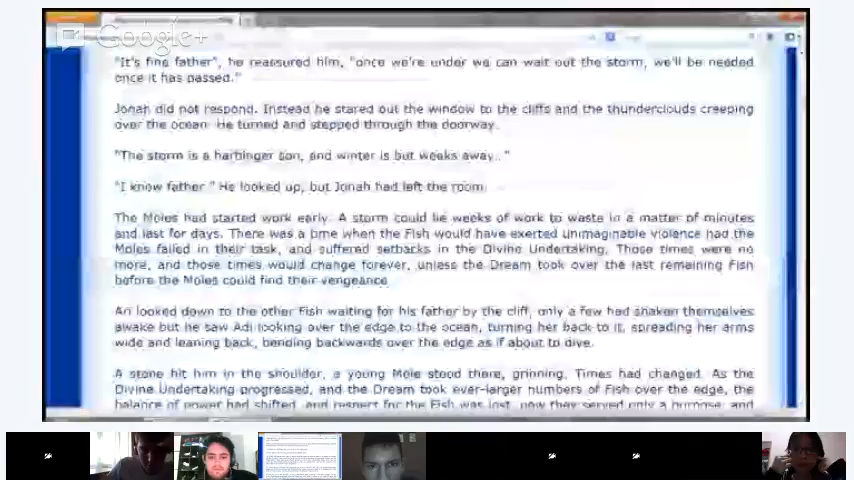 Google+
"It's fine father", he reassured him, "once we're under we can wait out the storm, we'll be needed
once it has passed."
Jonah did not respond. Instead he stared out the window to the cliffs and the thunderclouds creeping
over the ocean. He turned and stepped through the doorway.
"The storm is a harbinger son, and winter is but weeks away.."
"I know father." He looked up, but Jonah had left the room.
The Moles had started work early. A storm could lie weeks of work to waste in a matter of minutes
and last for days. There was a time when the Fish would have exerted unimaginable violence had the
Moles failed in their task, and suffered setbacks in the Divine Undertaking. Those times were no
more, and those times would change forever, unless the Dream took over the last remaining Fish
before the Moles could find their vengeance.
looked down to the other Fish waiting for his father by the cliff, only a few had shaken themselves
awake but he saw Adi looking over the edge to the ocean, turning her back to it, spreading her arms
wide and leaning back, bending backwards over the edge as if about to dive.
A stone hit him in the shoulder, a young Mole stood there, grinning. Times had changed. As the
Divine Undertaking progressed, and the Dream took ever-larger numbers of Fish over the edge, the
balance of power had shifted, and respect for the Fish was lost, now they served only a purpose, and